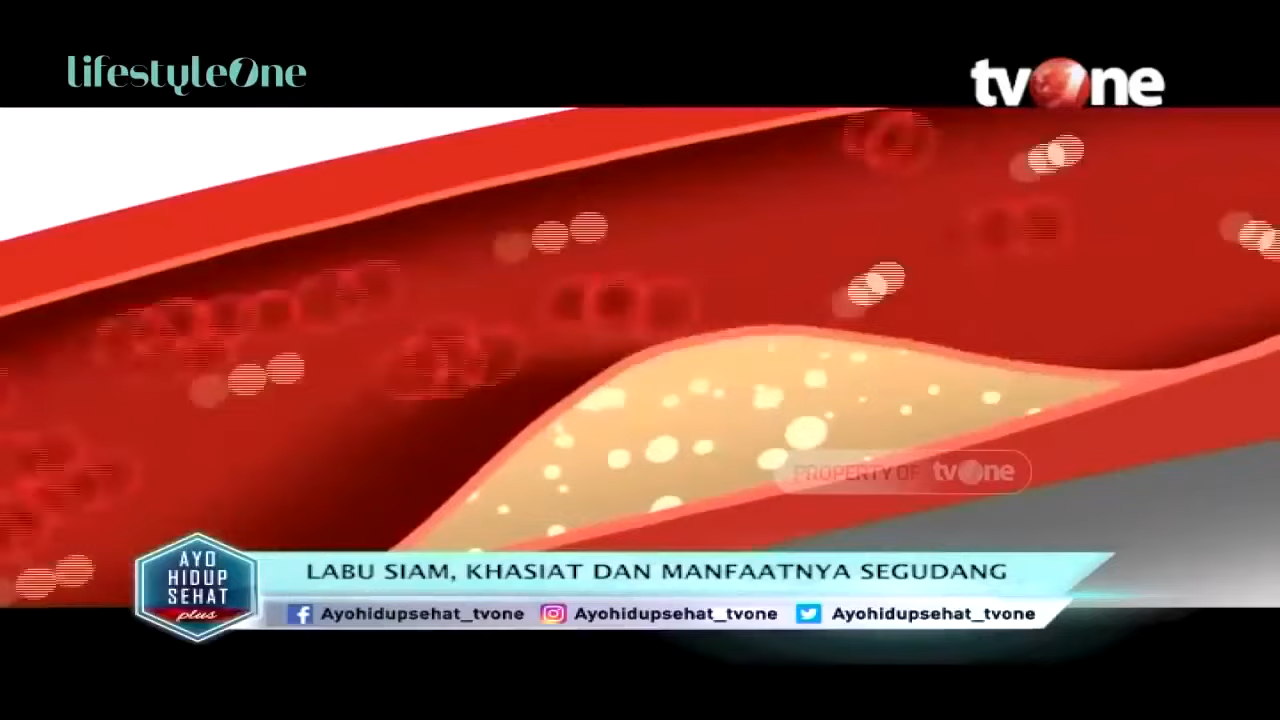 lifestyleOne
tvOne
PROPERTY OF tvOne
AYO
HIDUP
SEHAT
plus
LABU SIAM, KHASIAT DAN MANFAATNYA SEGUDANG
Ayohidupsehat_tvone Ayohidupsehat_tvone Ayohidupsehat_tvone